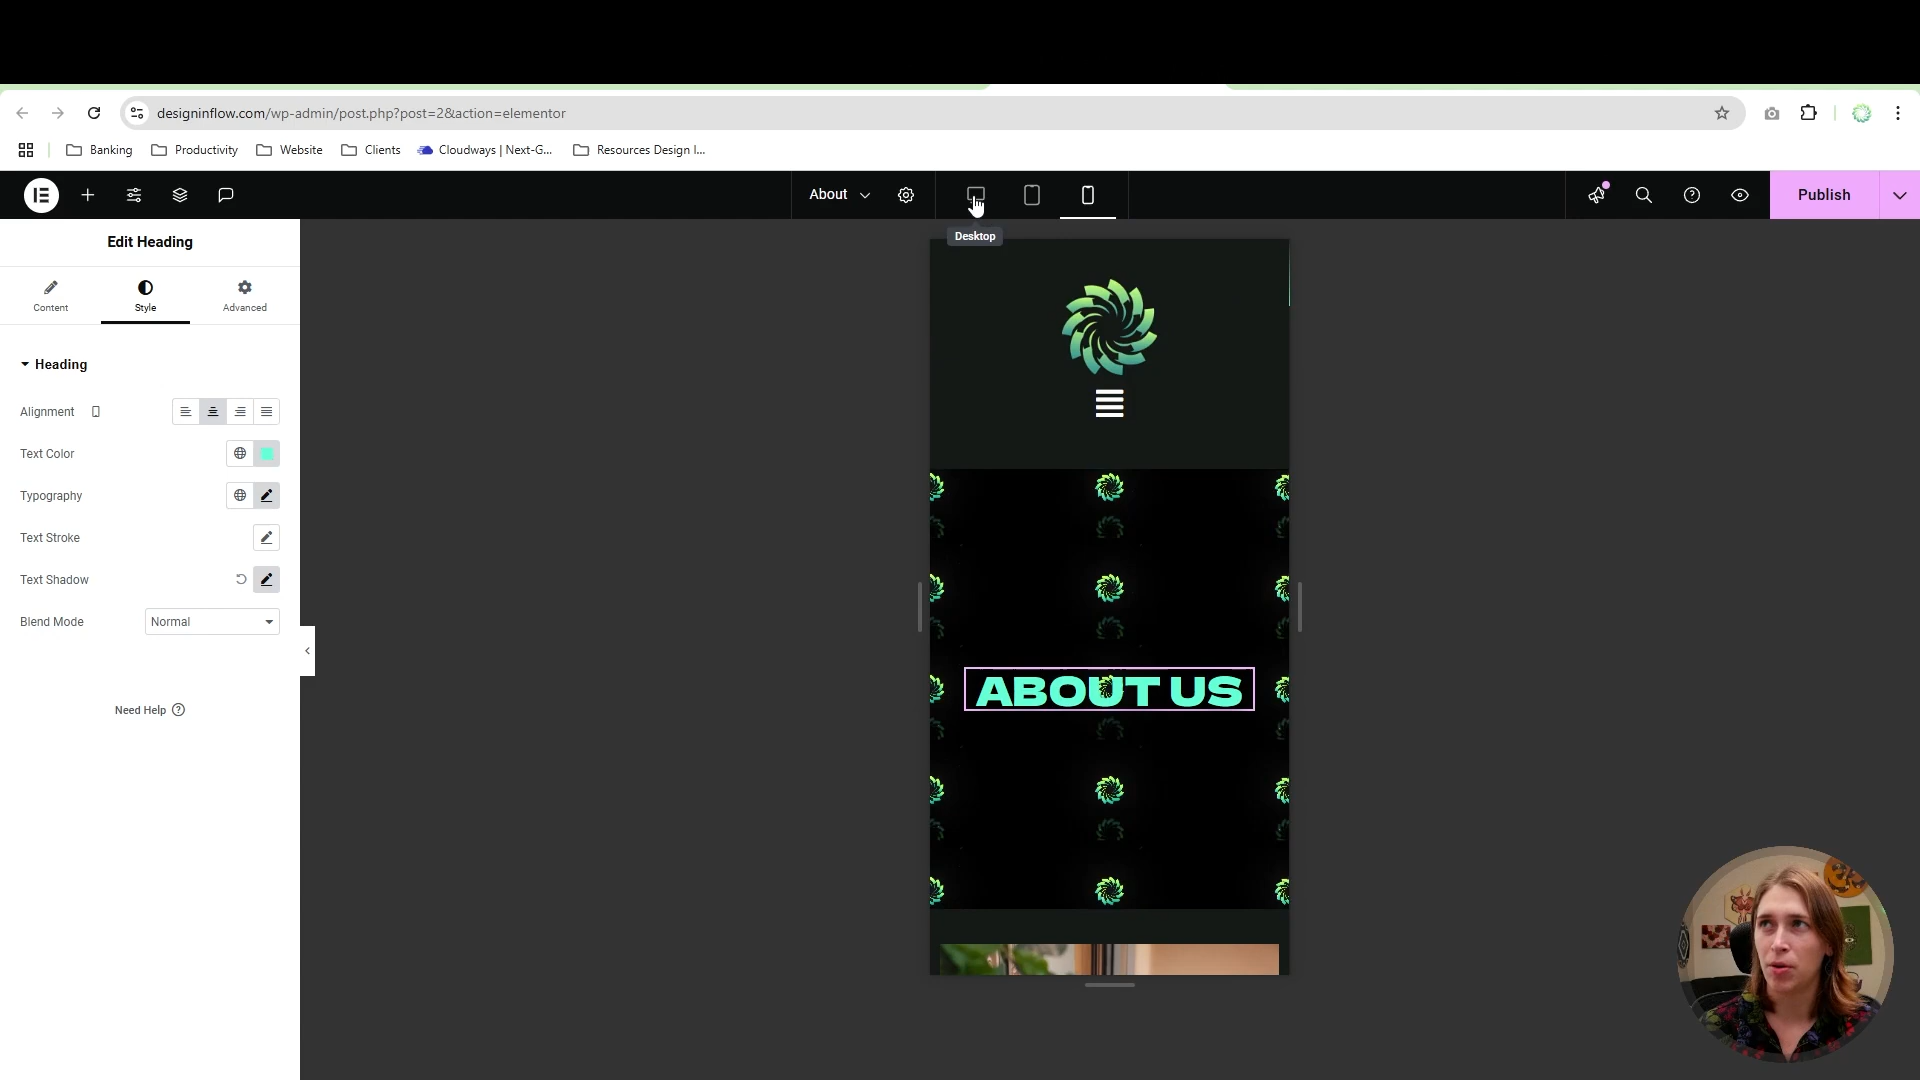 designinflow.com/wp-admin/post.php?post=2&action=elementor
Banking
Productivity
Website
Clients
Cloudways | Next-G...
Resources Design I...
About
Publish
Desktop
Edit Heading
Content
Style
Advanced
Heading
Alignment
Text Color
Typography
Text Stroke
Text Shadow
Blend Mode
Normal
Need Help
ABOUT US